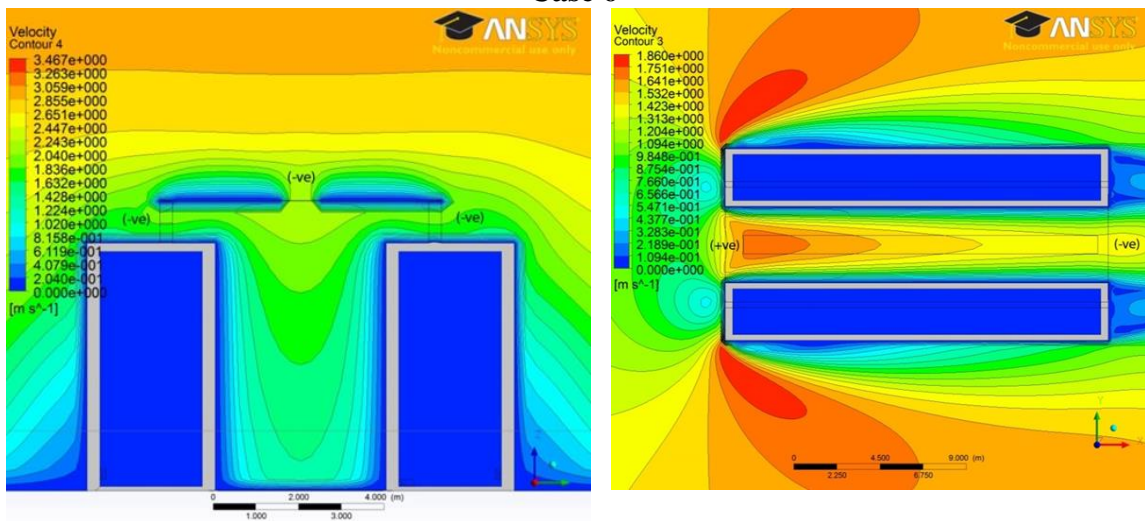 Case 6
Velocity
Contour 4
3.467e+000
3.263e+000
3.059e+000
2.855e+000
2.651e+000
2.447e+000
2.243e+000
2.040e+000
1.836e+000
1.632e+000
1.428e+000
1.224e+000
1.020e+000
8.158e-001
6.119e-001
4.079e-001
2.040e-001
0.000e+000
[m s^-1]
ANSYS
Noncommercial use only
(-ve)
(-ve)
(-ve)
0 2.000 4.000 (m)
1.000 3.000
Z
Velocity
Contour 3
1.860e+000
1.751e+000
1.641e+000
1.532e+000
1.423e+000
1.313e+000
1.204e+000
1.094e+000
9.848e-001
8.754e-001
7.660e-001
6.566e-001
5.471e-001
4.377e-001
3.283e-001
2.189e-001
1.094e-001
0.000e+000
[m s^-1]
ANSYS
Noncommercial use only
(+ve)
(-ve)
0 4.500 9.000 (m)
2.250 6.750
Y
X